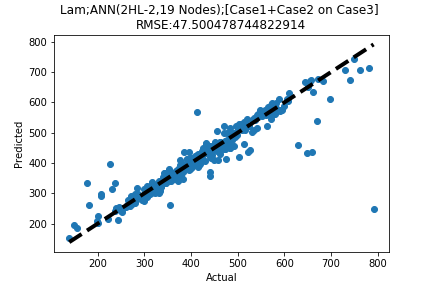 Lam;ANN(2HL-2,19 Nodes);[Case1+Case2 on Case3]
RMSE:47.500478744822914
800
700
600
500
400
300
200
Predicted
200 300 400 500 600 700 800
Actual